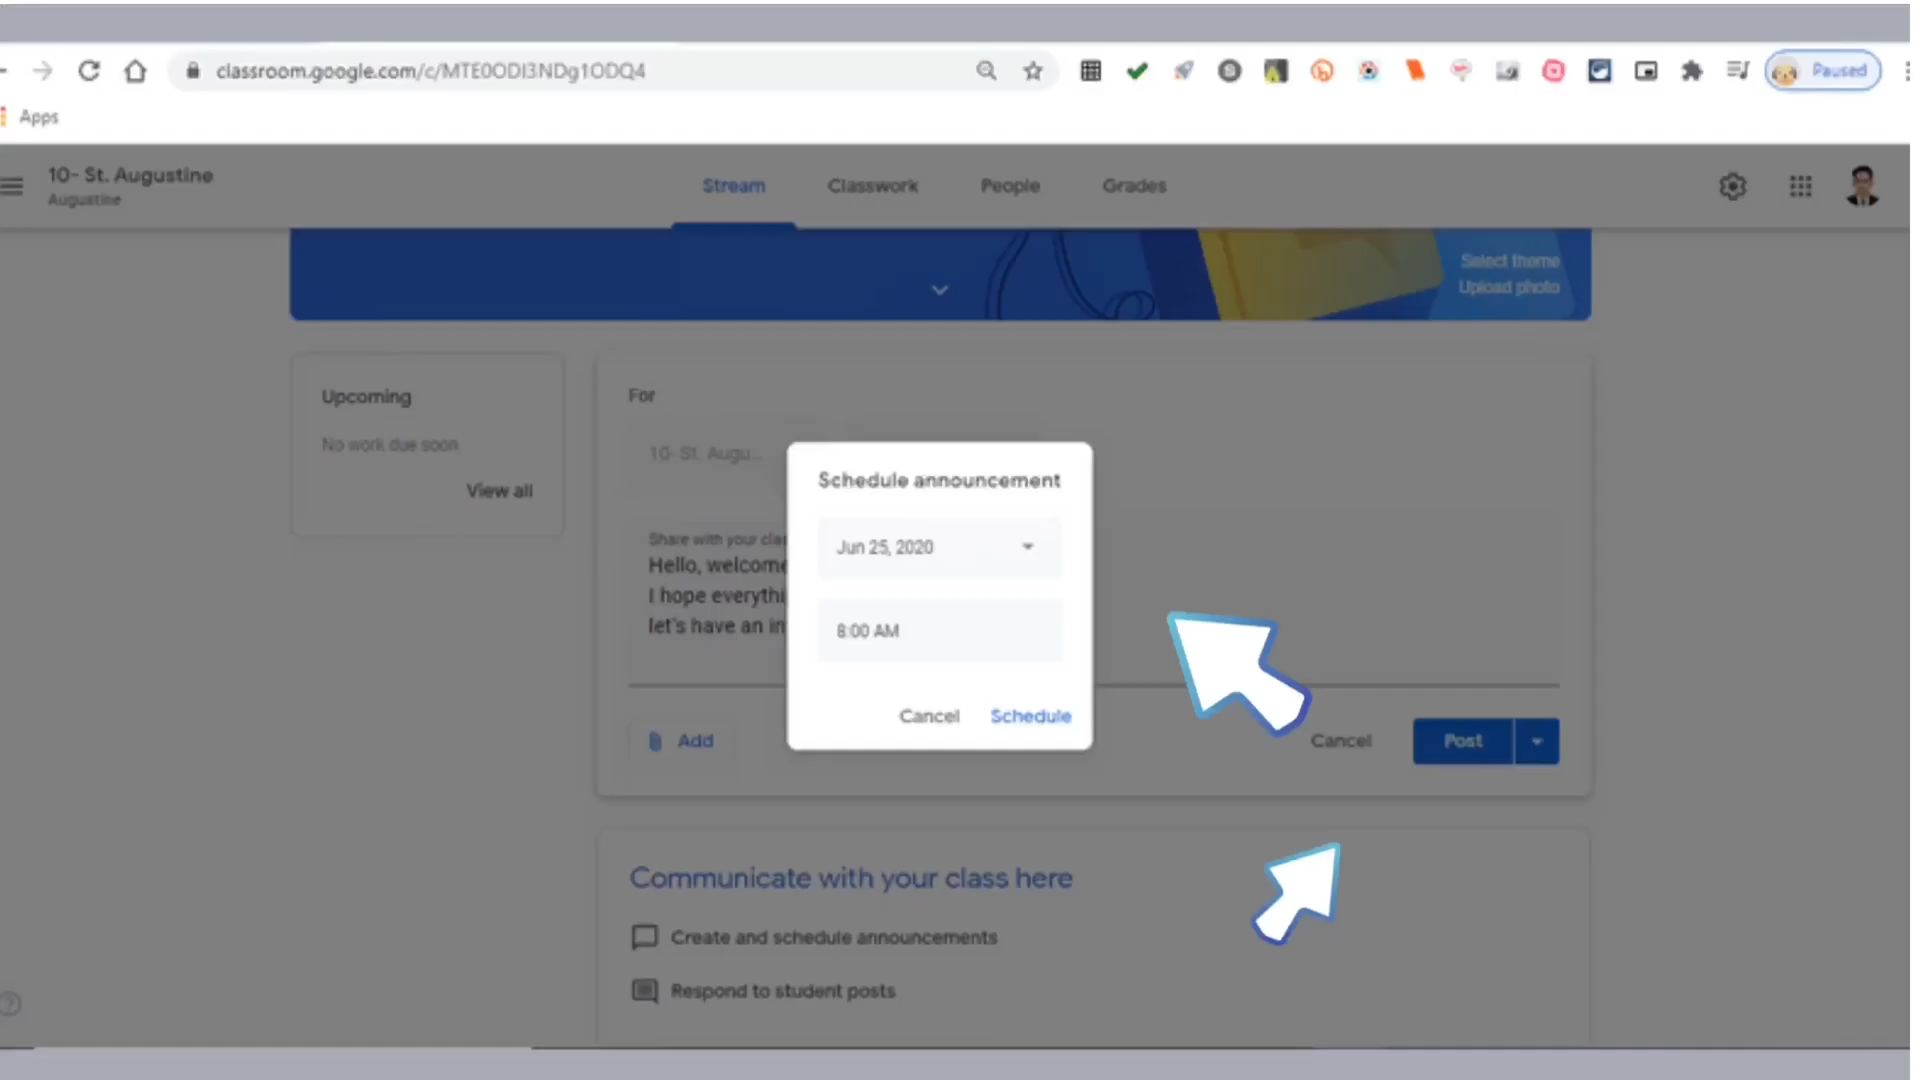 classroom.google.com/c/MTE0ODI3NDg1ODQ4
Paused
Apps
10- St. Augustine
Augustine
Stream
Classwork
People
Grades
Select theme
Upload photo
Upcoming
No work due soon
View all
For
10- St. Augu...
Share with your clas
Hello, welcome
I hope everythi
let's have an in
Schedule announcement
Jun 25, 2020
8:00 AM
Cancel
Schedule
Add
Cancel
Post
Communicate with your class here
Create and schedule announcements
Respond to student posts